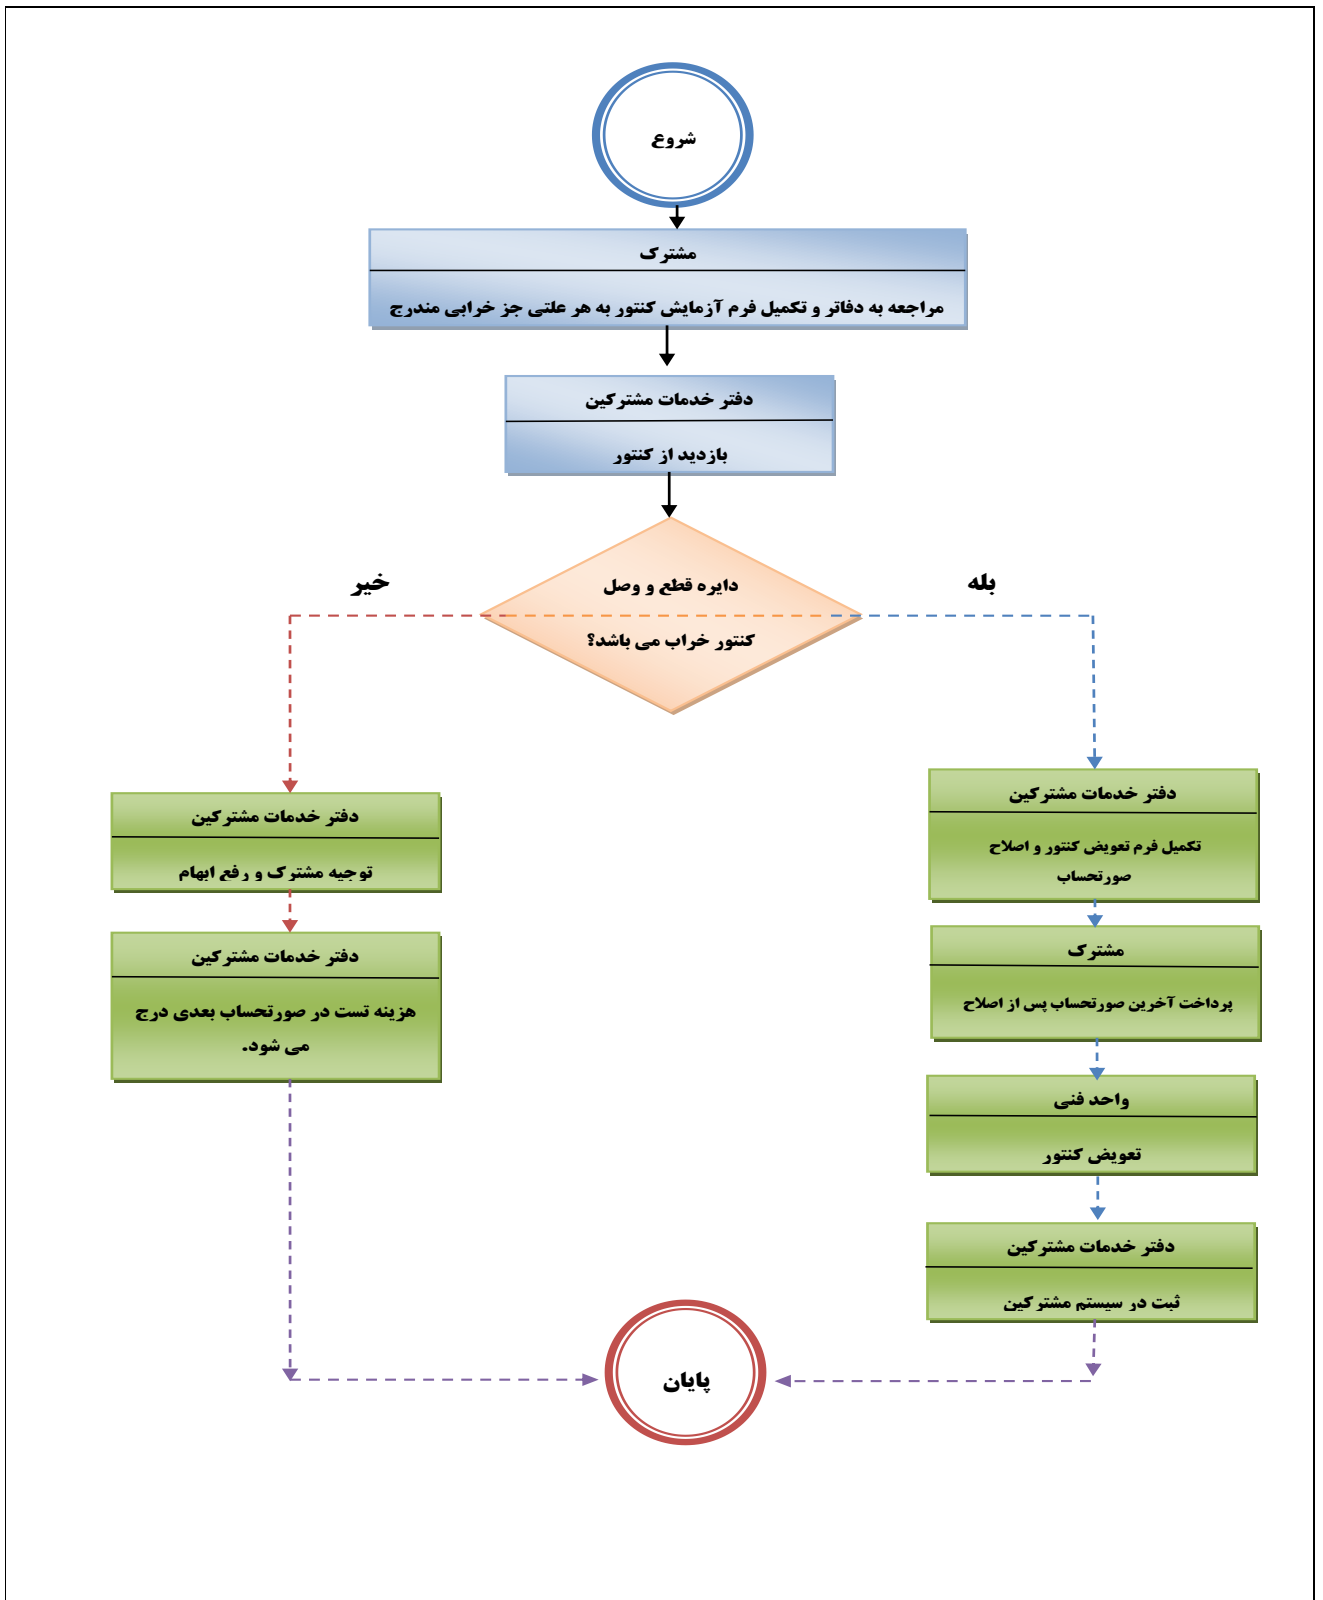 شروع
مشترک
مراجعه به دفاتر و تکمیل فرم آزمایش کنتور به هر علتی جز خرابی مندرج
دفتر خدمات مشترکین
بازدید از کنتور
دایره قطع و وصل
کنتور خراب می باشد؟
بله
خیر
دفتر خدمات مشترکین
تکمیل فرم تعویض کنتور و اصلاح
صورتحساب
مشترک
پرداخت آخرین صورتحساب پس از اصلاح
واحد فنی
تعویض کنتور
دفتر خدمات مشترکین
ثبت در سیستم مشترکین
دفتر خدمات مشترکین
توجیه مشترک و رفع ابهام
دفتر خدمات مشترکین
هزینه تست در صورتحساب بعدی درج
می شود.
پایان